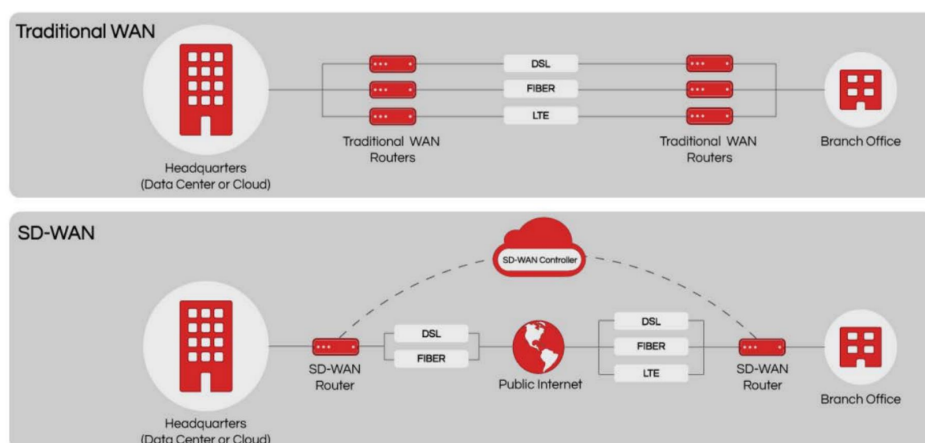 Traditional WAN
DSL
FIBER
LTE
Traditional WAN
Routers
Traditional WAN
Routers
Branch Office
Headquarters
(Data Center or Cloud)
SD-WAN
SD-WAN Controller
DSL
FIBER
DSL
FIBER
LTE
SD-WAN
Router
Public Internet
SD-WAN
Router
Branch Office
Headquarters
(Data Center or Cloud)